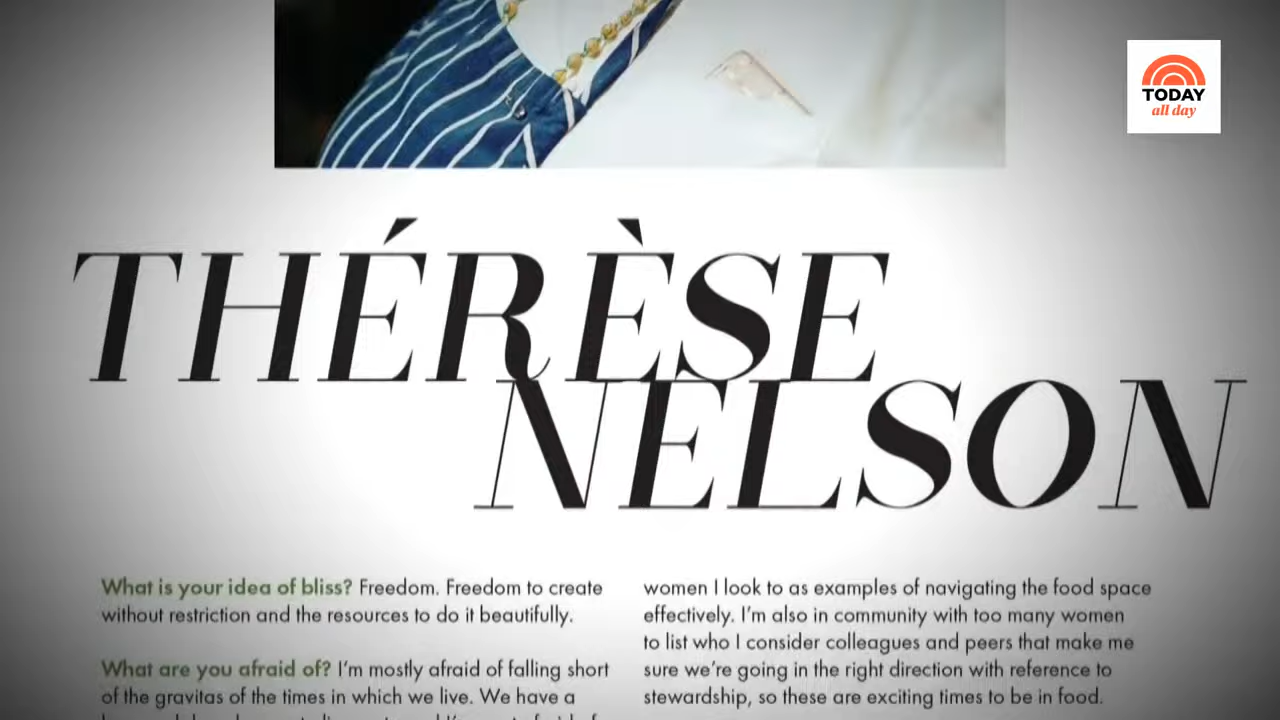 TODAY
all day
THÉRÈSE
NELSON
What is your idea of bliss? Freedom. Freedom to create
without restriction and the resources to do it beautifully.
What are you afraid of? I'm mostly afraid of falling short
of the gravitas of the times in which we live. We have a
women I look to as examples of navigating the food space
effectively. I'm also in community with too many women
to list who I consider colleagues and peers that make me
sure we're going in the right direction with reference to
stewardship, so these are exciting times to be in food.